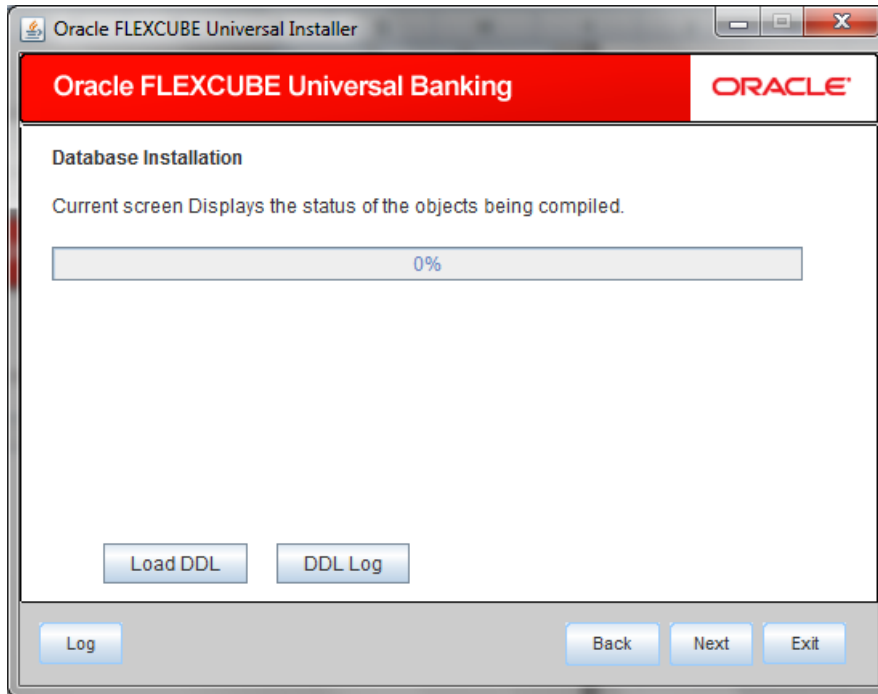 Oracle FLEXCUBE Universal Installer
Oracle FLEXCUBE Universal Banking
ORACLE
Database Installation
Current screen Displays the status of the objects being compiled.
0%
Load DDL DDL Log
Log Back Next Exit